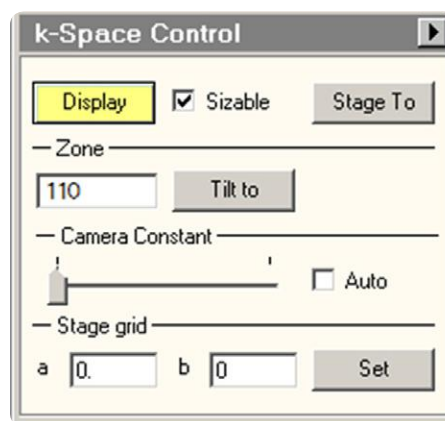 k-Space Control
Display Sizable Stage To
Zone
110 Tilt to
Camera Constant
Auto
Stage grid
a 0. b 0 Set